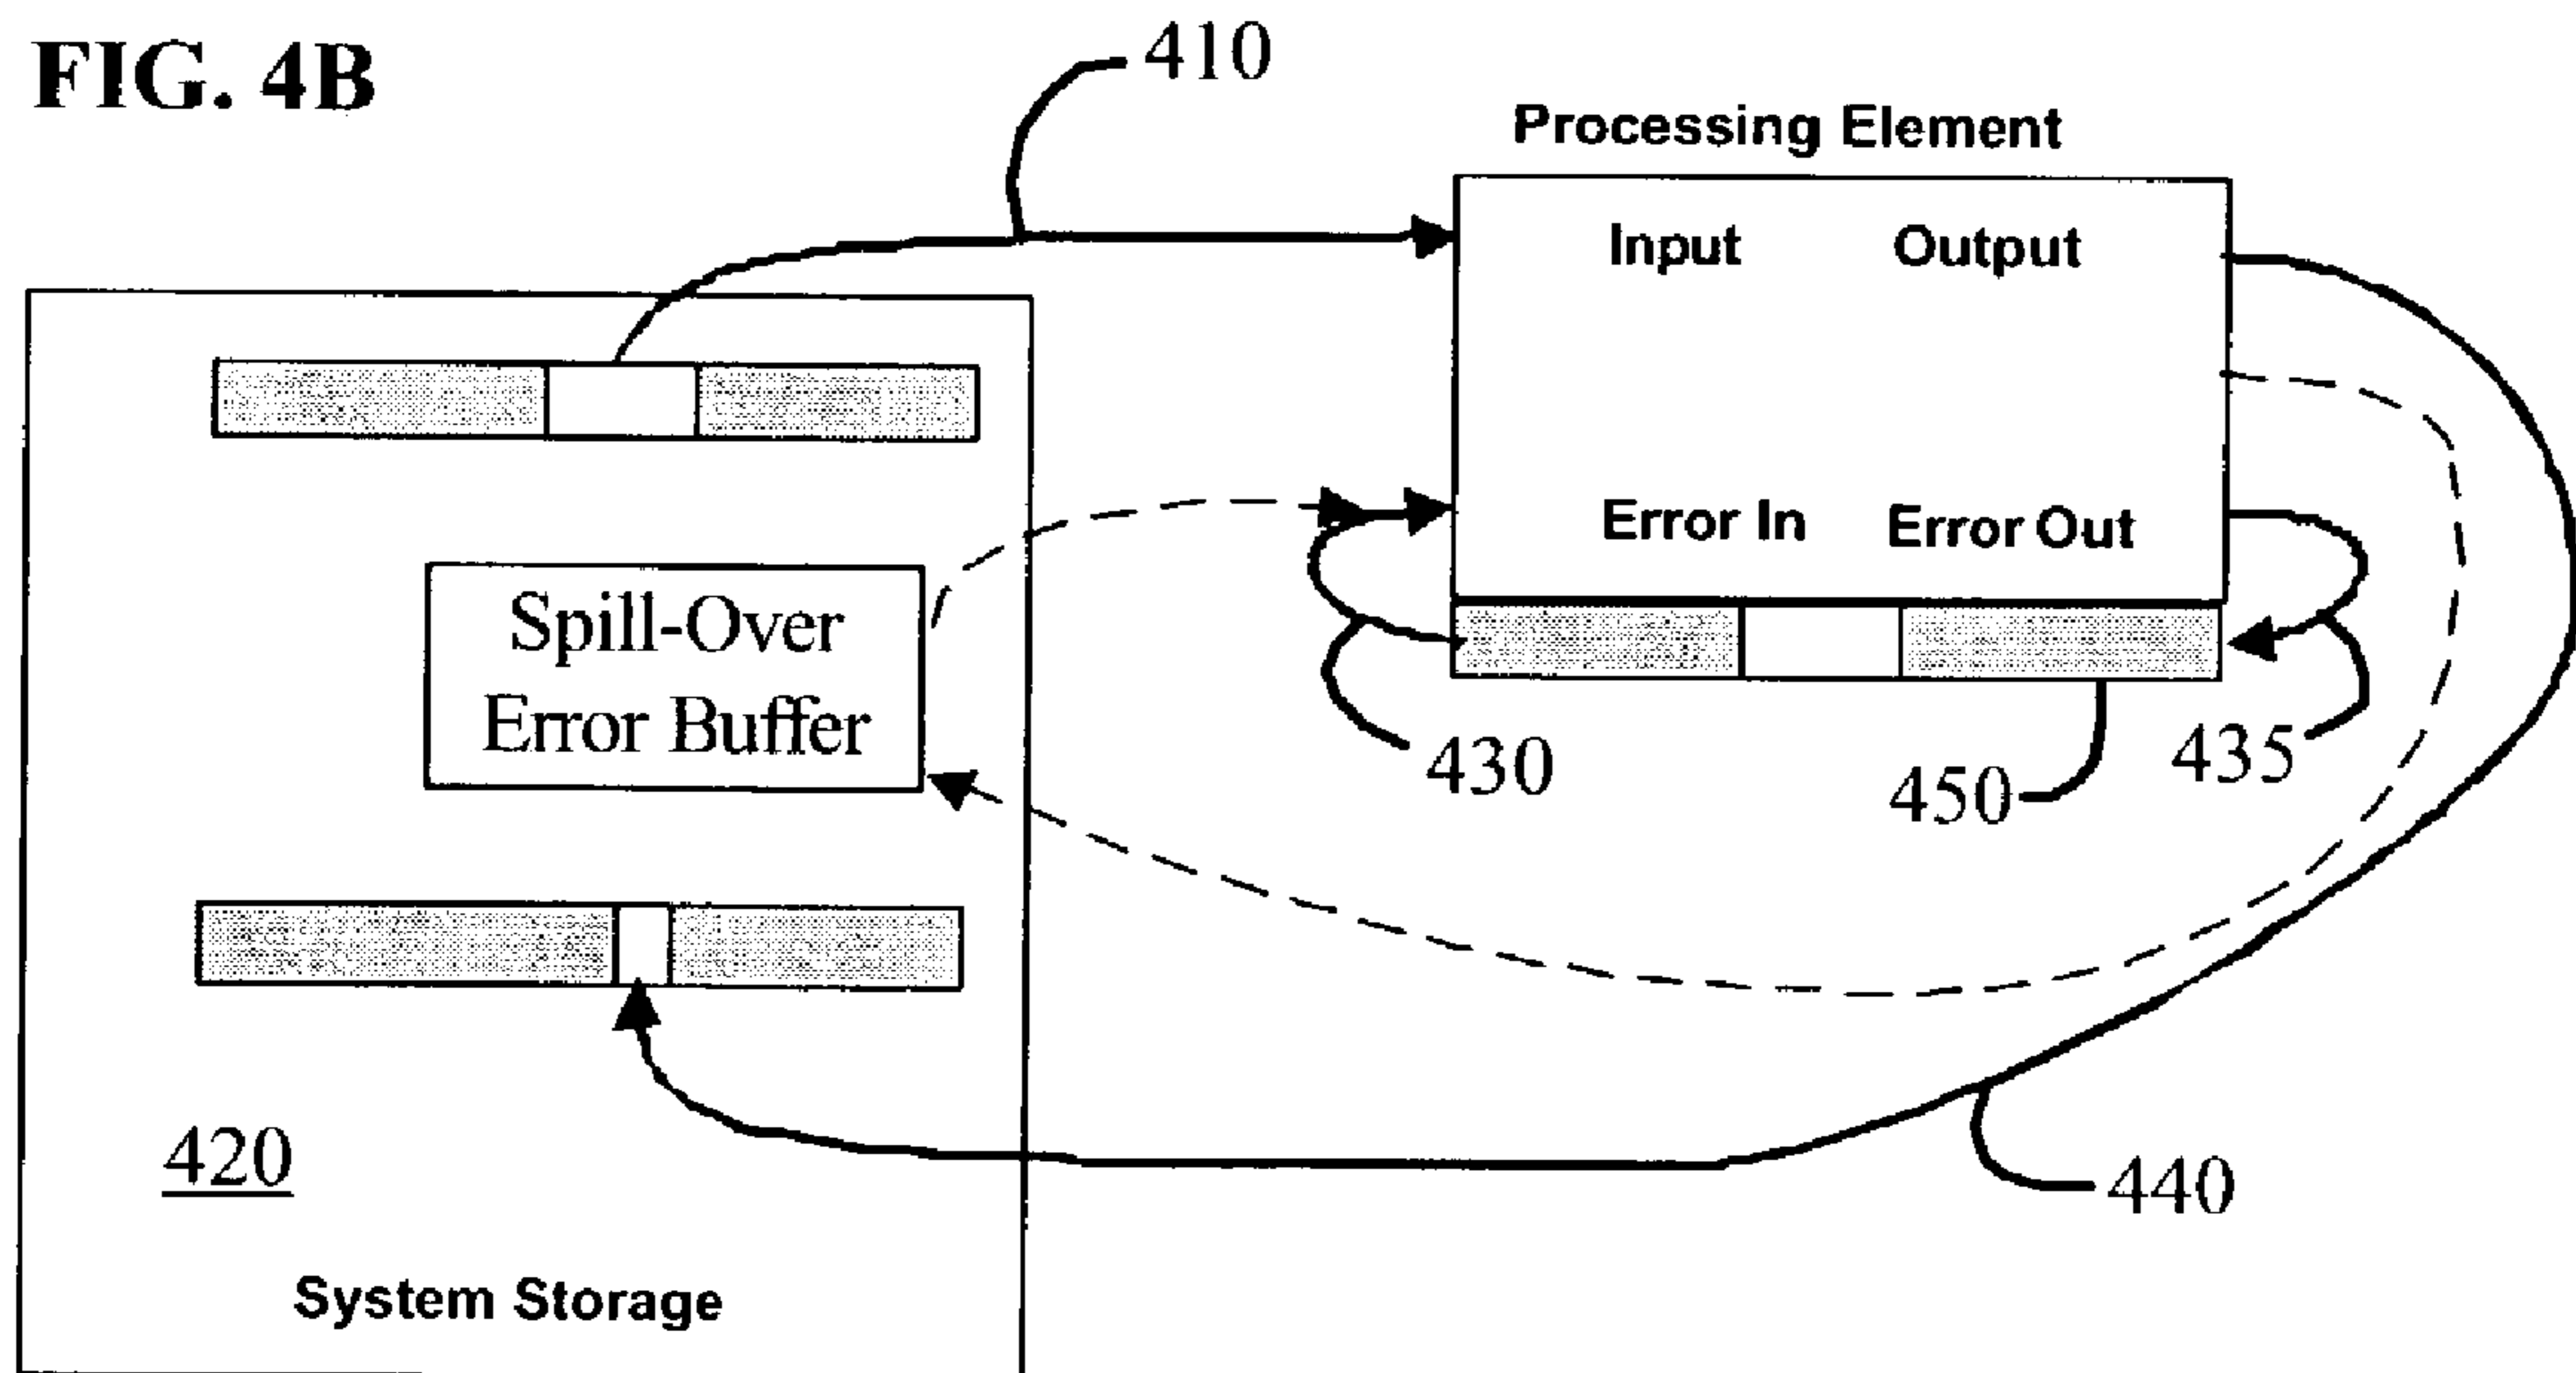 FIG. 4B
410
Processing Element
Input Output
Error In Error Out
Spill-Over
Error Buffer
430
450
435
420
440
System Storage